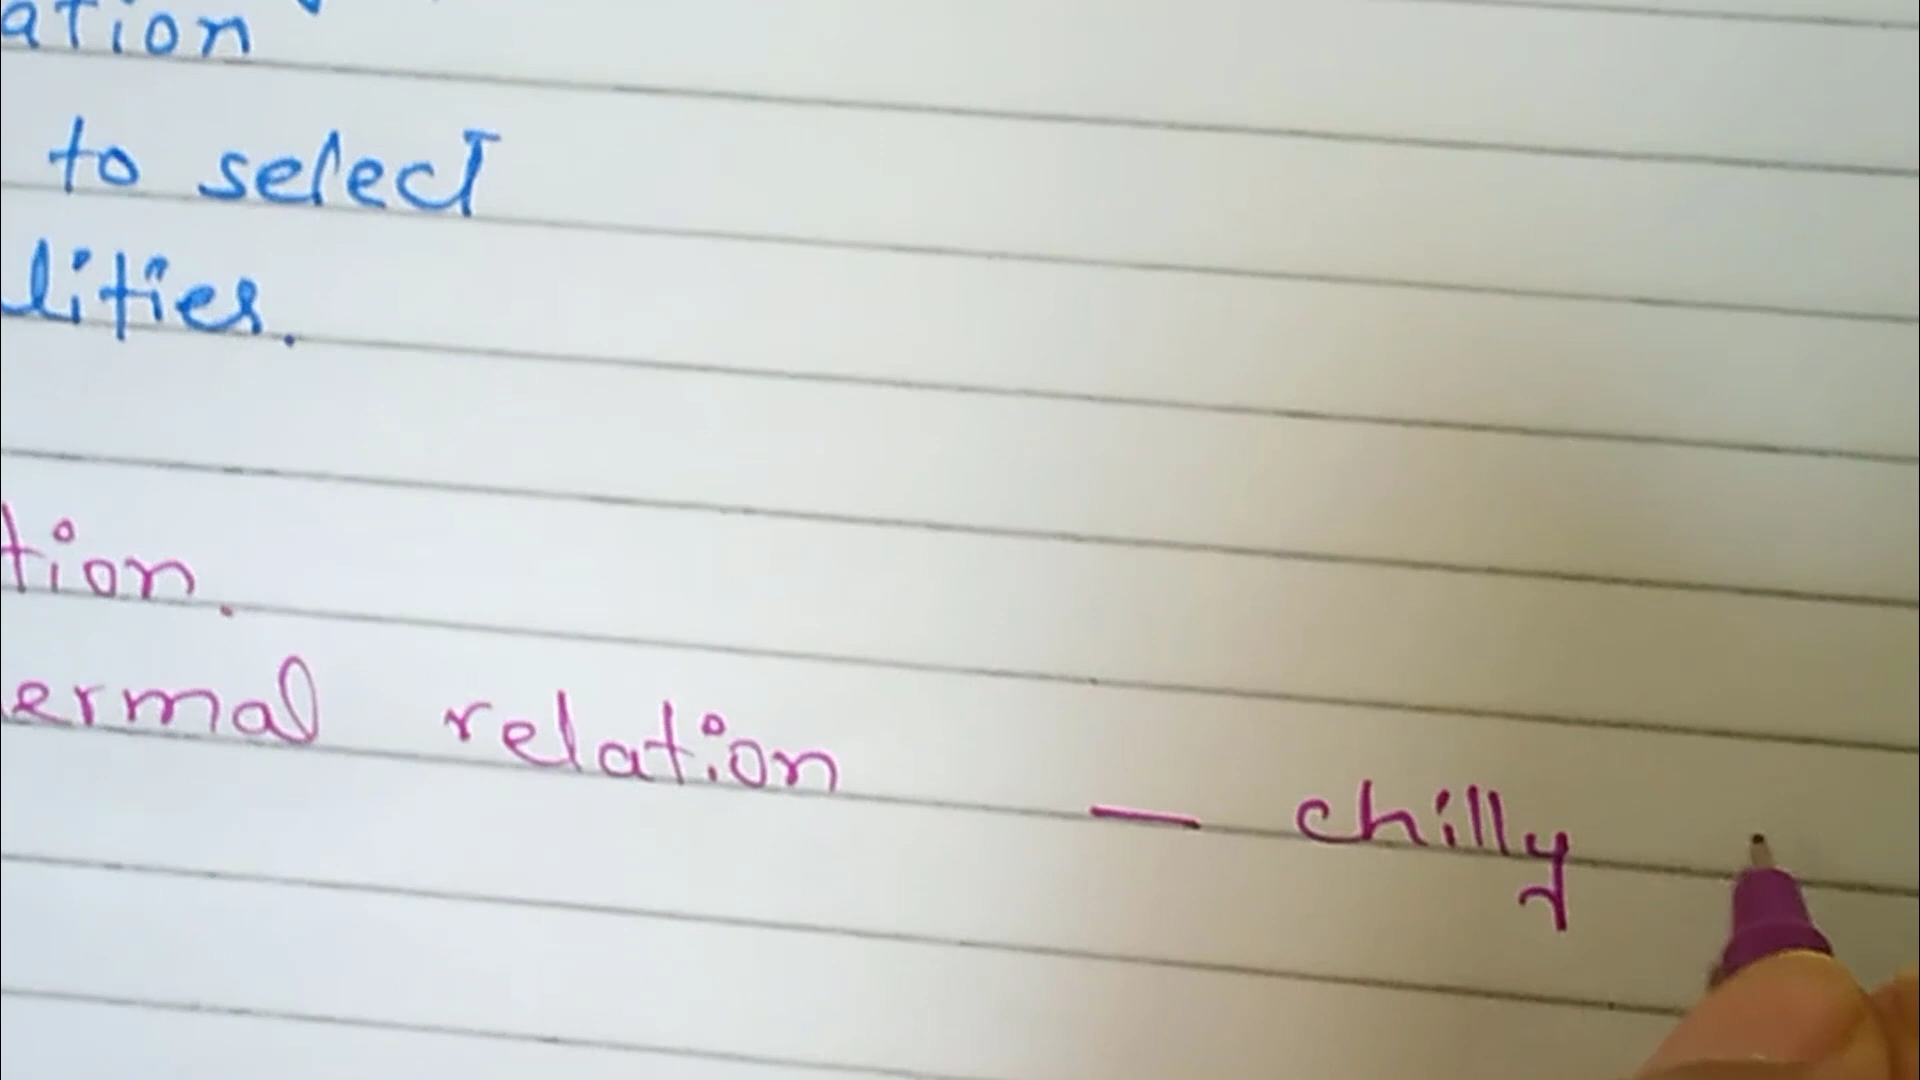 ation
to select
lities.
tion.
ermal relation — chilly